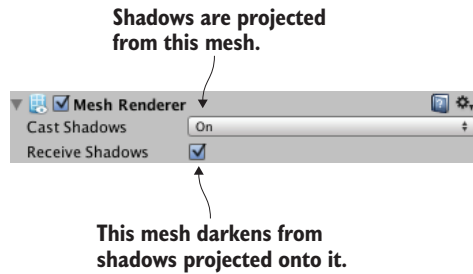 Shadows are projected
from this mesh.
Mesh Renderer
Cast Shadows On
Receive Shadows
This mesh darkens from
shadows projected onto it.